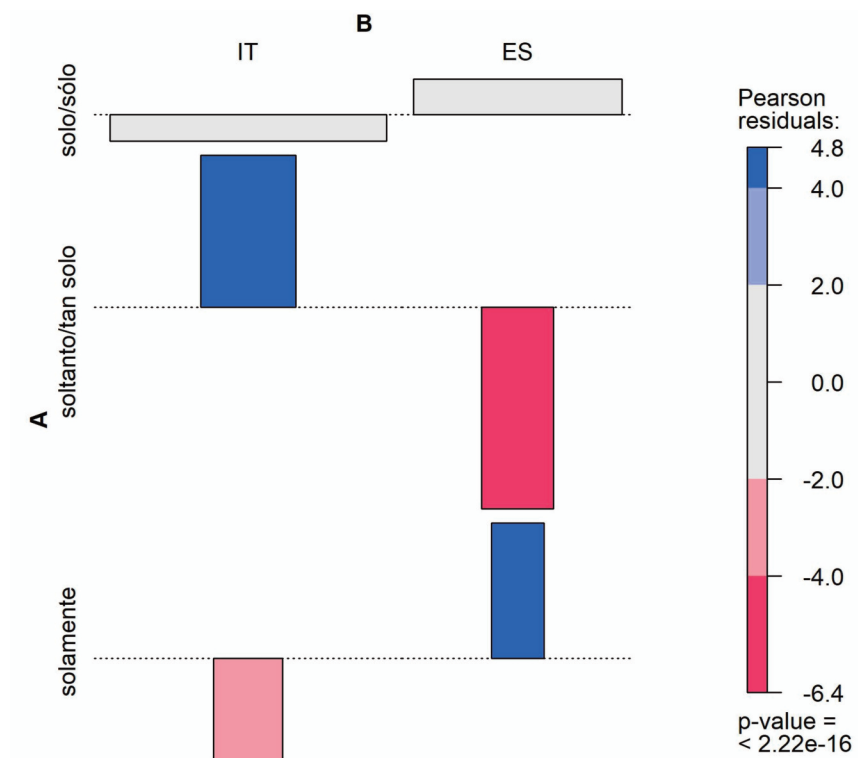 B
IT
ES
solo/sólo
soltanto/tan solo
solamente
A
Pearson
residuals:
4.8
4.0
2.0
0.0
-2.0
-4.0
-6.4
p-value =
< 2.22e-16